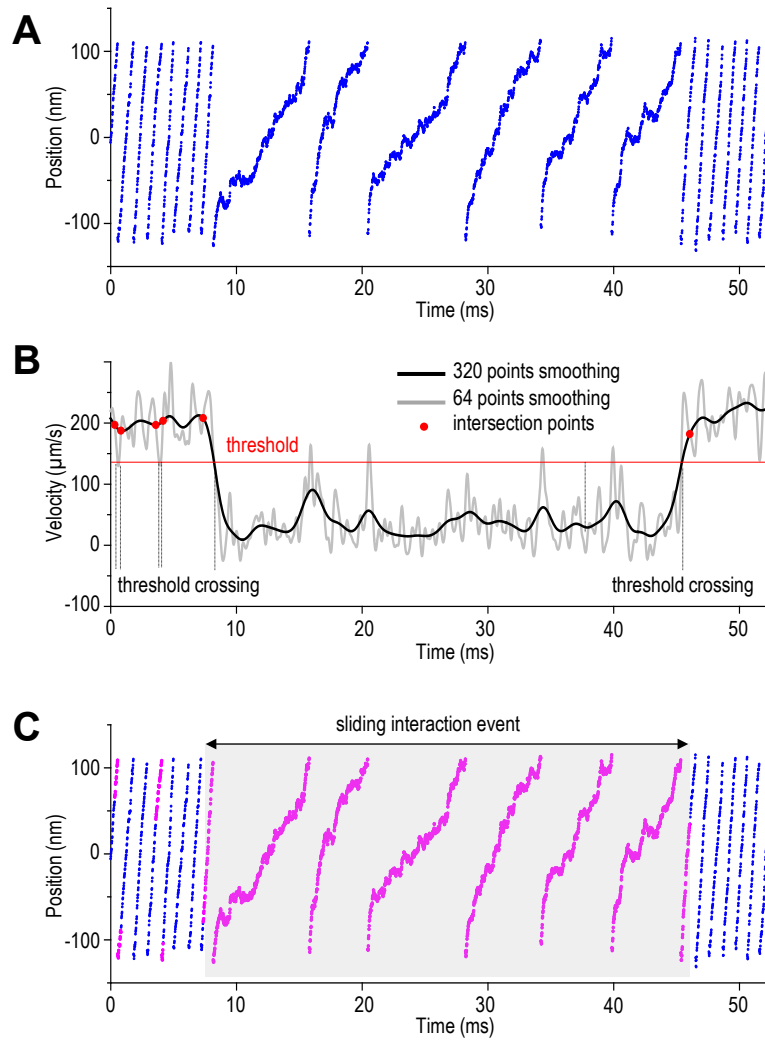 A
Position (nm)
100
0
-100
0
10
20
30
40
50
Time (ms)
B
Velocity (µm/s)
300
200
100
0
-100
320 points smoothing
64 points smoothing
intersection points
threshold
threshold crossing
threshold crossing
0
10
20
30
40
50
Time (ms)
C
sliding interaction event
Position (nm)
100
0
-100
0
10
20
30
40
50
Time (ms)